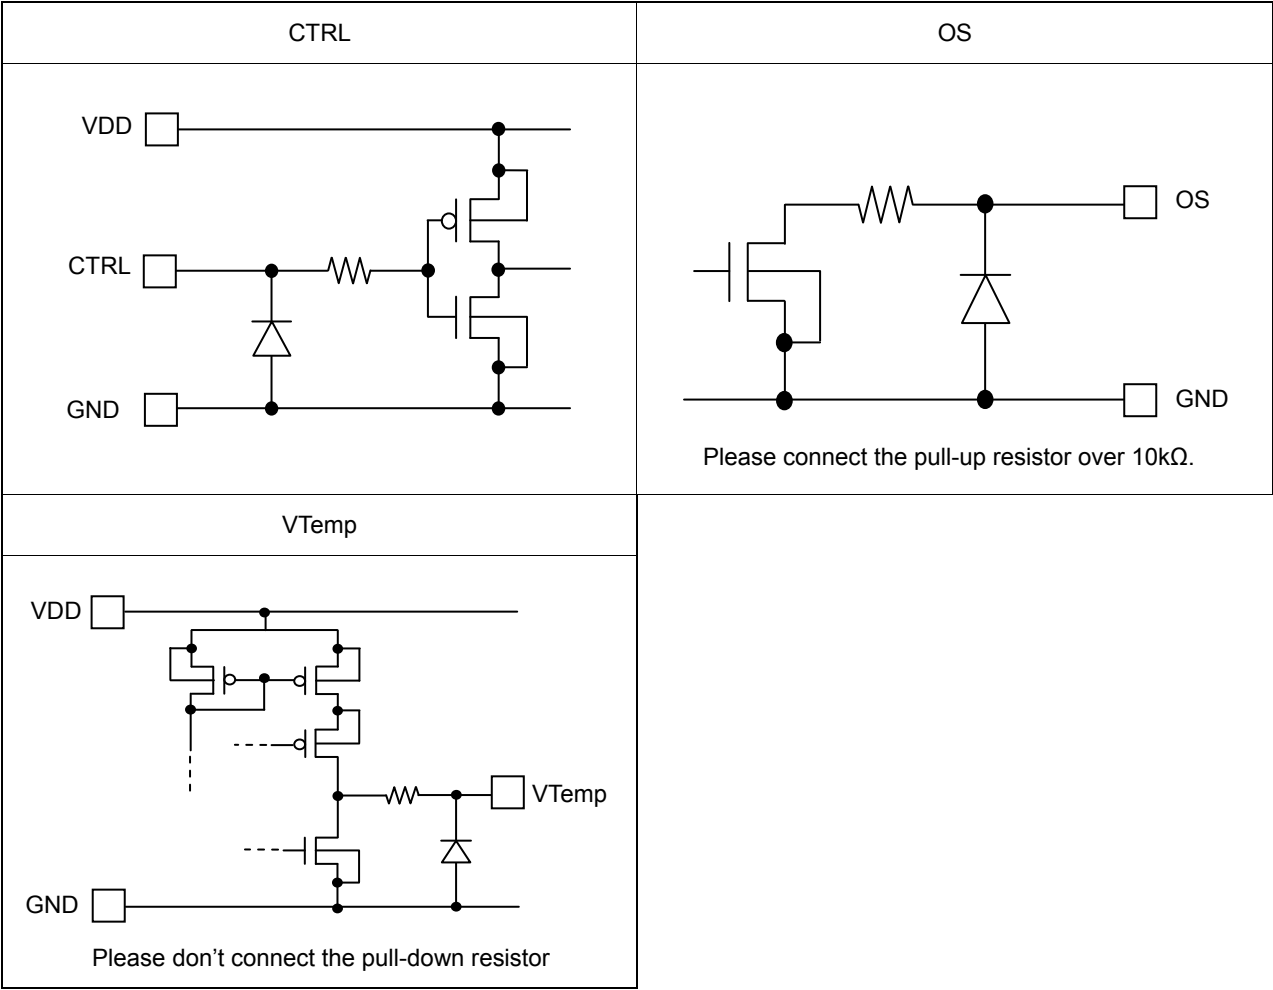 CTRL
OS
VDD
CTRL
GND
OS
GND
Please connect the pull-up resistor over 10kΩ.
VTemp
VDD
VTemp
GND
Please don’t connect the pull-down resistor